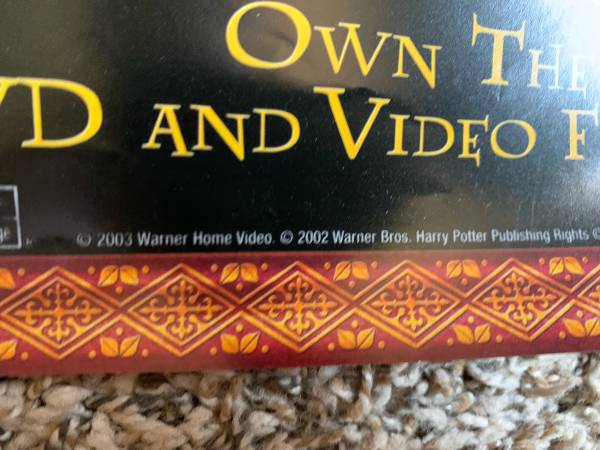 OWN THE
VD AND VIDEO F
© 2003 Warner Home Video. © 2002 Warner Bros. Harry Potter Publishing Rights ©